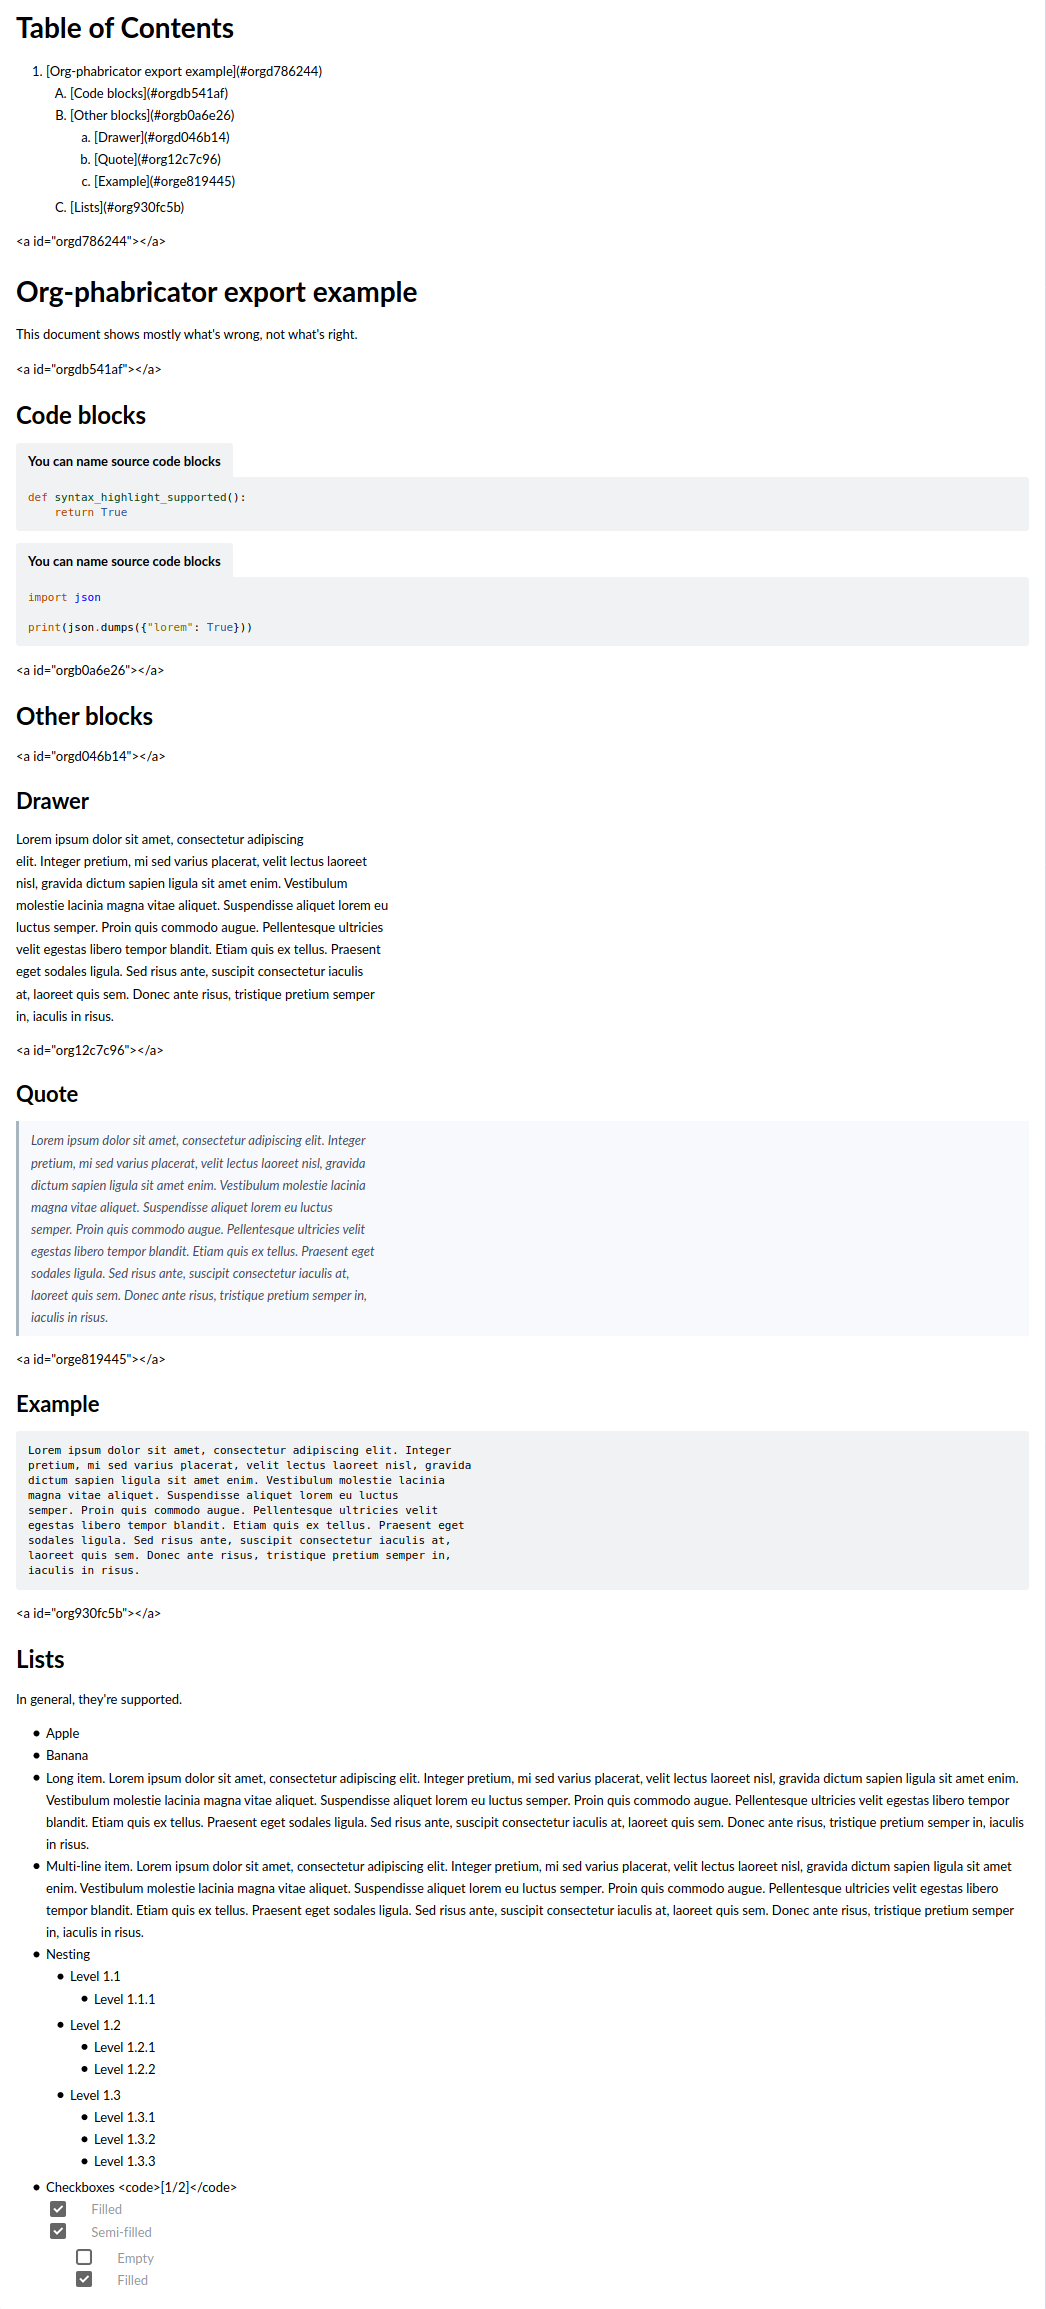 Table of Contents
1. [Org-phabricator export example](#orgd786244)
A. [Code blocks](#orgdb541af)
B. [Other blocks](#orgb0a6e26)
a. [Drawer](#orgd046b14)
b. [Quote](#org12c7c96)
c. [Example](#orge819445)
C. [Lists](#org930fc5b)
<a id="orgd786244"></a>
Org-phabricator export example
This document shows mostly what's wrong, not what's right.
<a id="orgdb541af"></a>
Code blocks
You can name source code blocks
def syntax_highlight_supported():
    return True
You can name source code blocks
import json
print(json.dumps({"lorem": True}))
<a id="orgb0a6e26"></a>
Other blocks
<a id="orgd046b14"></a>
Drawer
Lorem ipsum dolor sit amet, consectetur adipiscing
elit. Integer pretium, mi sed varius placerat, velit lectus laoreet
nisl, gravida dictum sapien ligula sit amet enim. Vestibulum
molestie lacinia magna vitae aliquet. Suspendisse aliquet lorem eu
luctus semper. Proin quis commodo augue. Pellentesque ultricies
velit egestas libero tempor blandit. Etiam quis ex tellus. Praesent
eget sodales ligula. Sed risus ante, suscipit consectetur iaculis
at, laoreet quis sem. Donec ante risus, tristique pretium semper
in, iaculis in risus.
<a id="org12c7c96"></a>
Quote
Lorem ipsum dolor sit amet, consectetur adipiscing elit. Integer
pretium, mi sed varius placerat, velit lectus laoreet nisl, gravida
dictum sapien ligula sit amet enim. Vestibulum molestie lacinia
magna vitae aliquet. Suspendisse aliquet lorem eu luctus
semper. Proin quis commodo augue. Pellentesque ultricies velit
egestas libero tempor blandit. Etiam quis ex tellus. Praesent eget
sodales ligula. Sed risus ante, suscipit consectetur iaculis at,
laoreet quis sem. Donec ante risus, tristique pretium semper in,
iaculis in risus.
<a id="orge819445"></a>
Example
Lorem ipsum dolor sit amet, consectetur adipiscing elit. Integer
pretium, mi sed varius placerat, velit lectus laoreet nisl, gravida
dictum sapien ligula sit amet enim. Vestibulum molestie lacinia
magna vitae aliquet. Suspendisse aliquet lorem eu luctus
semper. Proin quis commodo augue. Pellentesque ultricies velit
egestas libero tempor blandit. Etiam quis ex tellus. Praesent eget
sodales ligula. Sed risus ante, suscipit consectetur iaculis at,
laoreet quis sem. Donec ante risus, tristique pretium semper in,
iaculis in risus.
<a id="org930fc5b"></a>
Lists
In general, they're supported.
• Apple
• Banana
• Long item. Lorem ipsum dolor sit amet, consectetur adipiscing elit. Integer pretium, mi sed varius placerat, velit lectus laoreet nisl, gravida dictum sapien ligula sit amet enim.
Vestibulum molestie lacinia magna vitae aliquet. Suspendisse aliquet lorem eu luctus semper. Proin quis commodo augue. Pellentesque ultricies velit egestas libero tempor
blandit. Etiam quis ex tellus. Praesent eget sodales ligula. Sed risus ante, suscipit consectetur iaculis at, laoreet quis sem. Donec ante risus, tristique pretium semper in, iaculis
in risus.
• Multi-line item. Lorem ipsum dolor sit amet, consectetur adipiscing elit. Integer pretium, mi sed varius placerat, velit lectus laoreet nisl, gravida dictum sapien ligula sit amet
enim. Vestibulum molestie lacinia magna vitae aliquet. Suspendisse aliquet lorem eu luctus semper. Proin quis commodo augue. Pellentesque ultricies velit egestas libero
tempor blandit. Etiam quis ex tellus. Praesent eget sodales ligula. Sed risus ante, suscipit consectetur iaculis at, laoreet quis sem. Donec ante risus, tristique pretium semper
in, iaculis in risus.
• Nesting
• Level 1.1
• Level 1.1.1
• Level 1.2
• Level 1.2.1
• Level 1.2.2
• Level 1.3
• Level 1.3.1
• Level 1.3.2
• Level 1.3.3
• Checkboxes <code>[1/2]</code>
Filled
Semi-filled
Empty
Filled